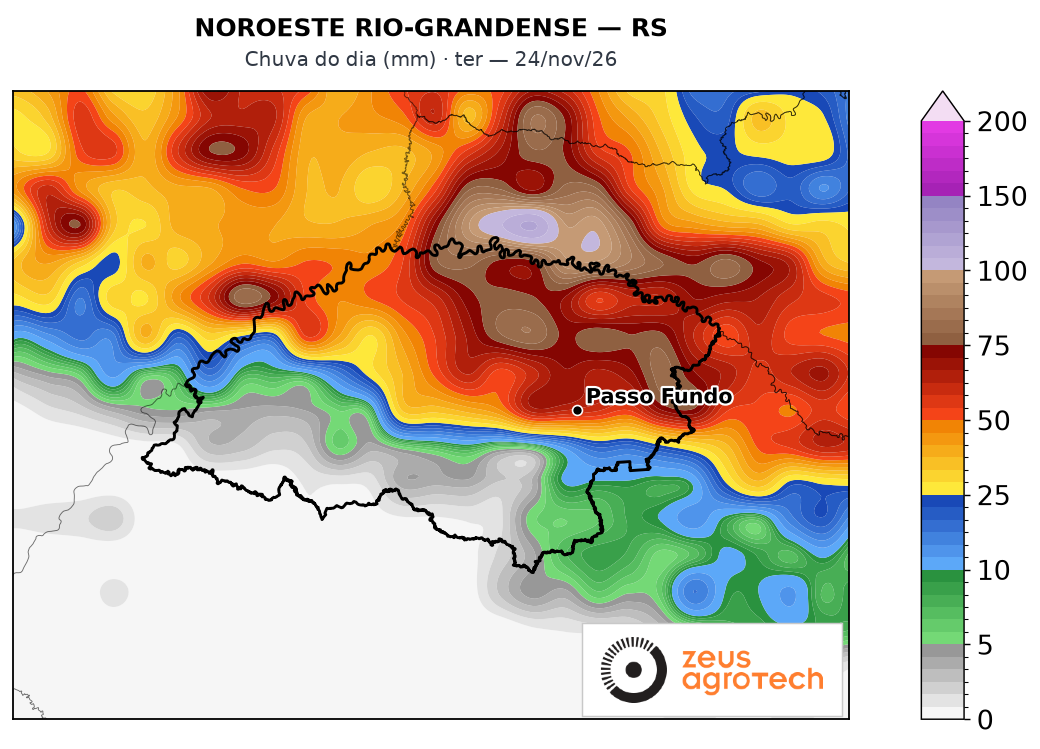 NOROESTE RIO-GRANDENSE — RS
Chuva do dia (mm) · ter — 24/nov/26
200
150
100
75
50
25
10
5
0
Passo Fundo
zeus
agrotech